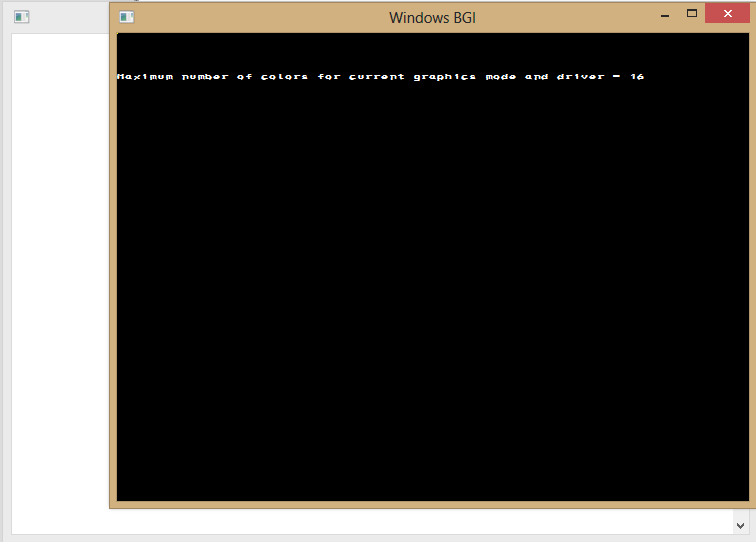 Windows BGI
Maximum number of colors for current graphics mode and driver = 16